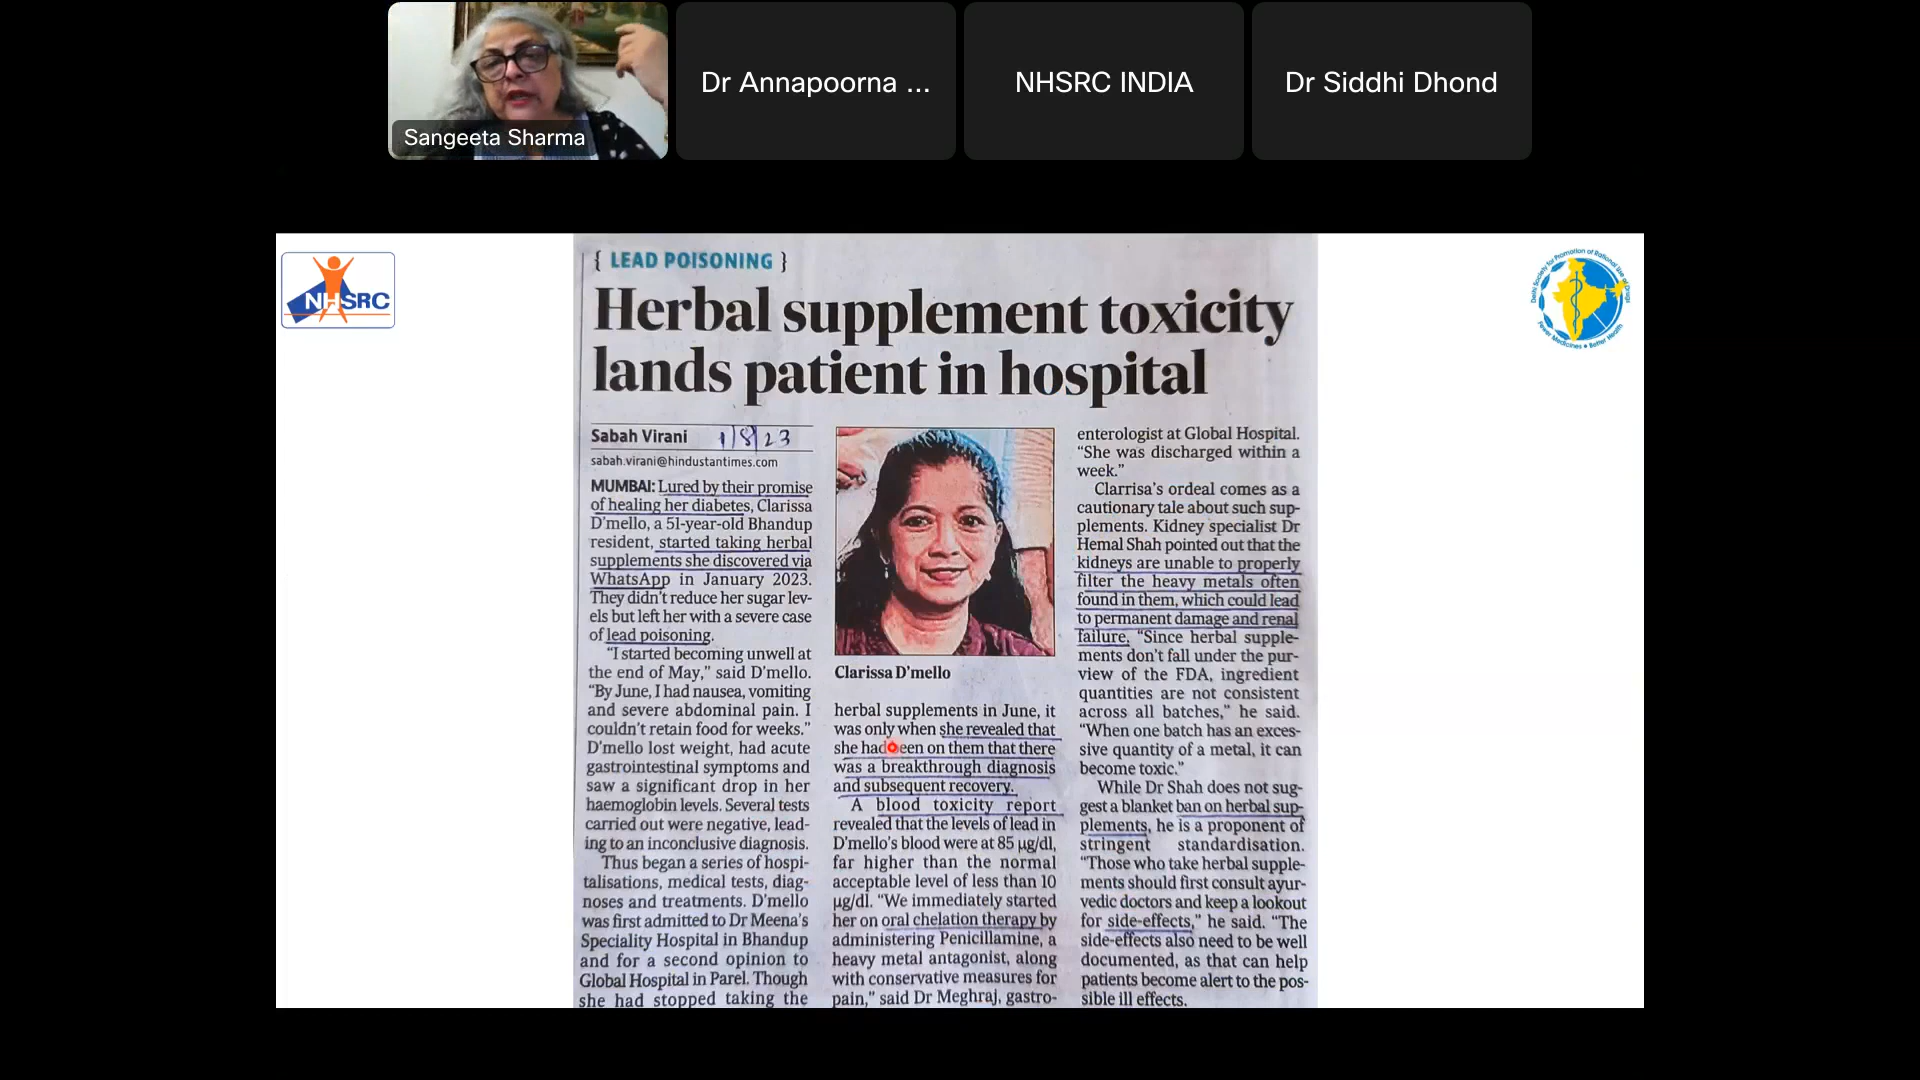 Sangeeta Sharma
Dr Annapoorna ...
NHSRC INDIA
Dr Siddhi Dhond
NHSRC
Delhi Society for Promotion of Rational Use of Drugs
Fewer Medicines • Better Health
{ LEAD POISONING }
Herbal supplement toxicity
lands patient in hospital
Sabah Virani 1/8/23
sabah.virani@hindustantimes.com
MUMBAI: Lured by their promise
of healing her diabetes, Clarissa
D’mello, a 51-year-old Bhandup
resident, started taking herbal
supplements she discovered via
WhatsApp in January 2023.
They didn’t reduce her sugar lev-
els but left her with a severe case
of lead poisoning.
“I started becoming unwell at
the end of May,” said D’mello.
“By June, I had nausea, vomiting
and severe abdominal pain. I
couldn’t retain food for weeks.”
D’mello lost weight, had acute
gastrointestinal symptoms and
saw a significant drop in her
haemoglobin levels. Several tests
carried out were negative, lead-
ing to an inconclusive diagnosis.
Thus began a series of hospi-
talisations, medical tests, diag-
noses and treatments. D’mello
was first admitted to Dr Meena’s
Speciality Hospital in Bhandup
and for a second opinion to
Global Hospital in Parel. Though
she had stopped taking the
Clarissa D’mello
herbal supplements in June, it
was only when she revealed that
she had been on them that there
was a breakthrough diagnosis
and subsequent recovery.
A blood toxicity report
revealed that the levels of lead in
D’mello’s blood were at 85 µg/dl,
far higher than the normal
acceptable level of less than 10
µg/dl. “We immediately started
her on oral chelation therapy by
administering Penicillamine, a
heavy metal antagonist, along
with conservative measures for
pain,” said Dr Meghraj, gastro-
enterologist at Global Hospital.
“She was discharged within a
week.”
Clarrisa’s ordeal comes as a
cautionary tale about such sup-
plements. Kidney specialist Dr
Hemal Shah pointed out that the
kidneys are unable to properly
filter the heavy metals often
found in them, which could lead
to permanent damage and renal
failure. “Since herbal supple-
ments don’t fall under the pur-
view of the FDA, ingredient
quantities are not consistent
across all batches,” he said.
“When one batch has an exces-
sive quantity of a metal, it can
become toxic.”
While Dr Shah does not sug-
gest a blanket ban on herbal sup-
plements, he is a proponent of
stringent standardisation.
“Those who take herbal supple-
ments should first consult ayur-
vedic doctors and keep a lookout
for side-effects,” he said. “The
side-effects also need to be well
documented, as that can help
patients become alert to the pos-
sible ill effects.